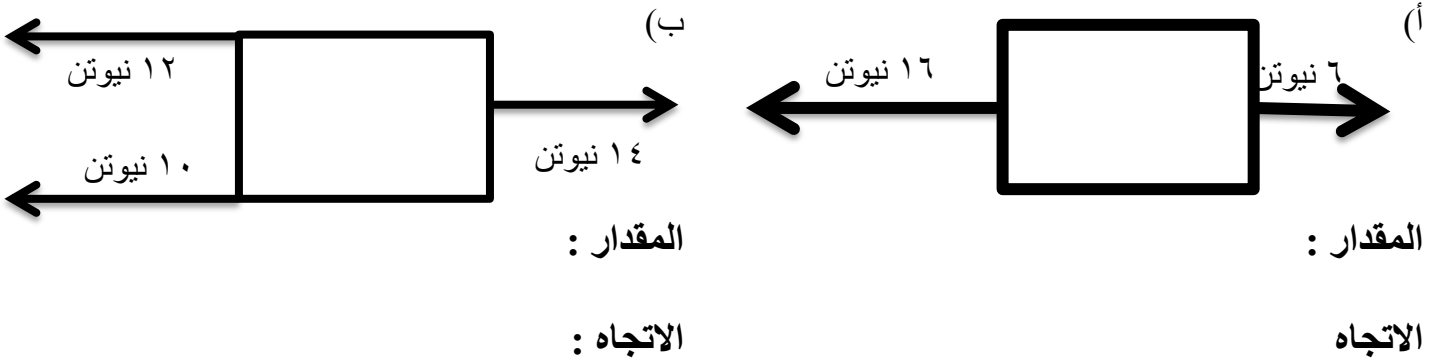 أ)
٦ نيوتن
١٦ نيوتن
المقدار :
الاتجاه
ب)
١٢ نيوتن
١٠ نيوتن
١٤ نيوتن
المقدار :
الاتجاه :